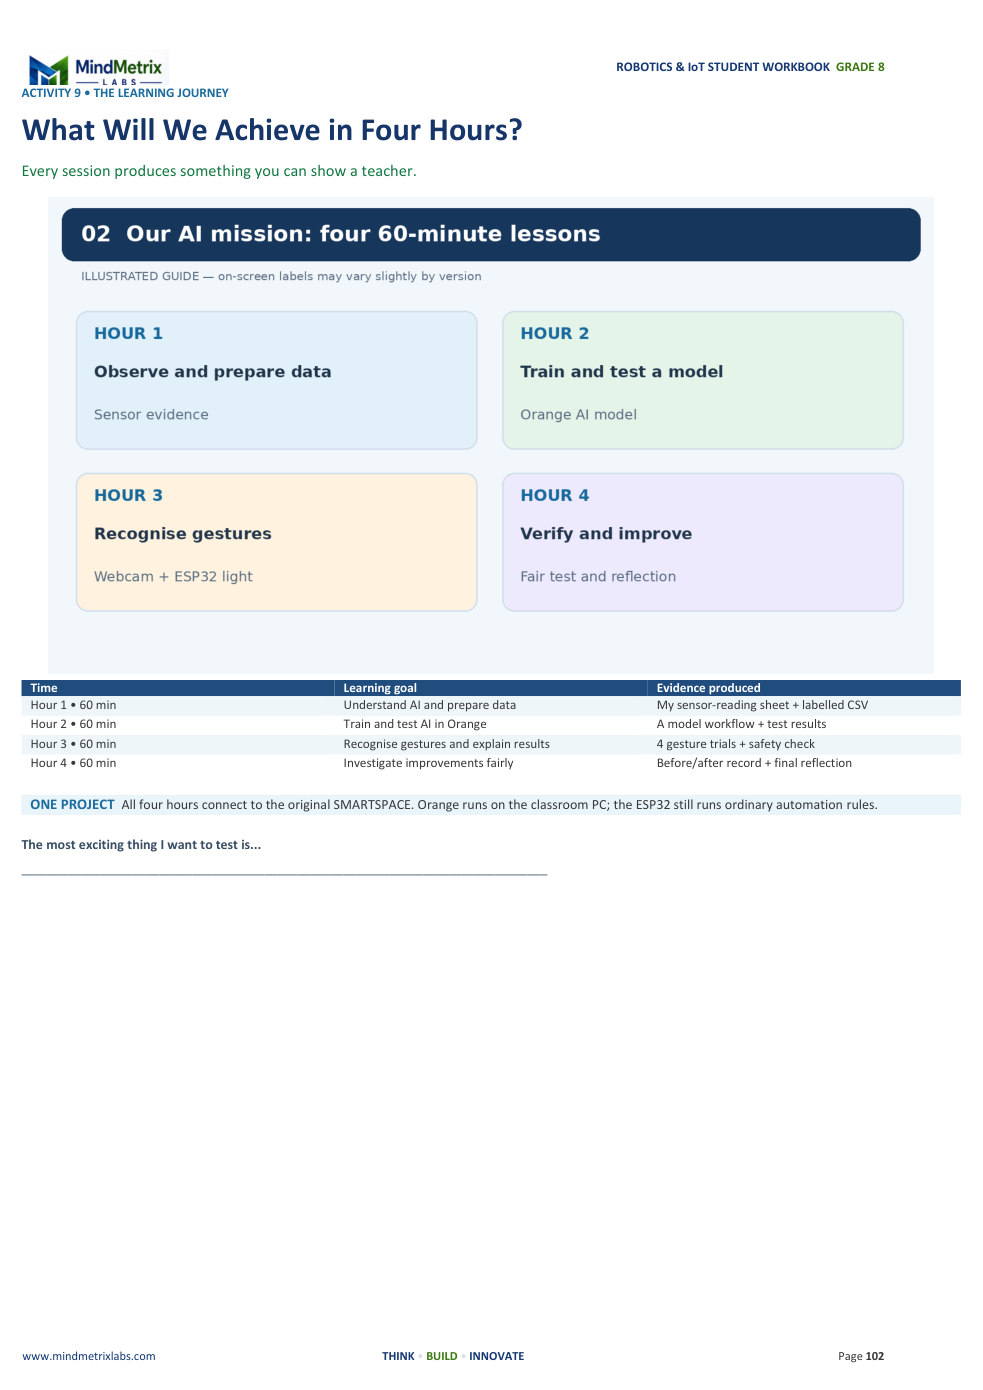 MindMetrix
LABS
ROBOTICS & IoT STUDENT WORKBOOK GRADE 8
ACTIVITY 9 • THE LEARNING JOURNEY
What Will We Achieve in Four Hours?
Every session produces something you can show a teacher.
02 Our AI mission: four 60-minute lessons
ILLUSTRATED GUIDE — on-screen labels may vary slightly by version
HOUR 1
Observe and prepare data
Sensor evidence
HOUR 2
Train and test a model
Orange AI model
HOUR 3
Recognise gestures
Webcam + ESP32 light
HOUR 4
Verify and improve
Fair test and reflection
Time Learning goal Evidence produced
Hour 1 • 60 min Understand AI and prepare data My sensor-reading sheet + labelled CSV
Hour 2 • 60 min Train and test AI in Orange A model workflow + test results
Hour 3 • 60 min Recognise gestures and explain results 4 gesture trials + safety check
Hour 4 • 60 min Investigate improvements fairly Before/after record + final reflection
ONE PROJECT All four hours connect to the original SMARTSPACE. Orange runs on the classroom PC; the ESP32 still runs ordinary automation rules.
The most exciting thing I want to test is...
www.mindmetrixlabs.com THINK • BUILD • INNOVATE Page 102